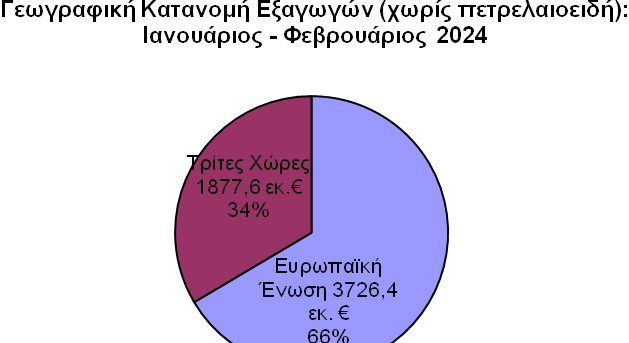 Γεωγραφική Κατανομή Εξαγωγών (χωρίς πετρελαιοειδή):
Ιανουάριος - Φεβρουάριος 2024
Τρίτες Χώρες
1877,6 εκ.€
34%
Ευρωπαϊκή
Ένωση 3726,4
εκ. €
66%